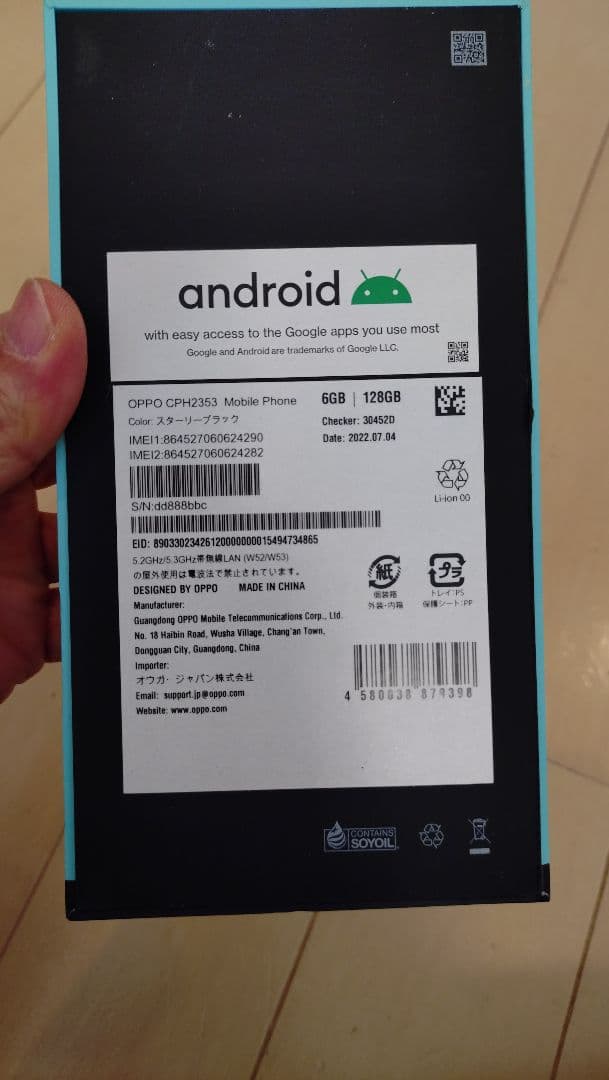 android
with easy access to the Google apps you use most
Google and Android are trademarks of Google LLC.
OPPO CPH2353 Mobile Phone
6GB | 128GB
Color: スターリーブラック
Checker: 30452D
IMEI1:864527060624290
Date: 2022.07.04
IMEI2:864527060624282
S/N:dd888bbc
Li-ion 00
EID: 89033023426120000000015494734865
5.2GHz/5.3GHz帯無線LAN (W52/W53)
の屋外使用は電波法で禁止されています。
DESIGNED BY OPPO MADE IN CHINA
Manufacturer:
Guangdong OPPO Mobile Telecommunications Corp., Ltd.
No. 18 Haibin Road, Wusha Village, Chang'an Town,
Dongguan City, Guangdong, China
Importer:
オウガ・ジャパン株式会社
Email: support.jp@oppo.com
Website: www.oppo.com
紙
個装箱
外装・内箱
プラ
トレイ:PS
保護シート:PP
4 580038 879398
CONTAINS
SOYOIL